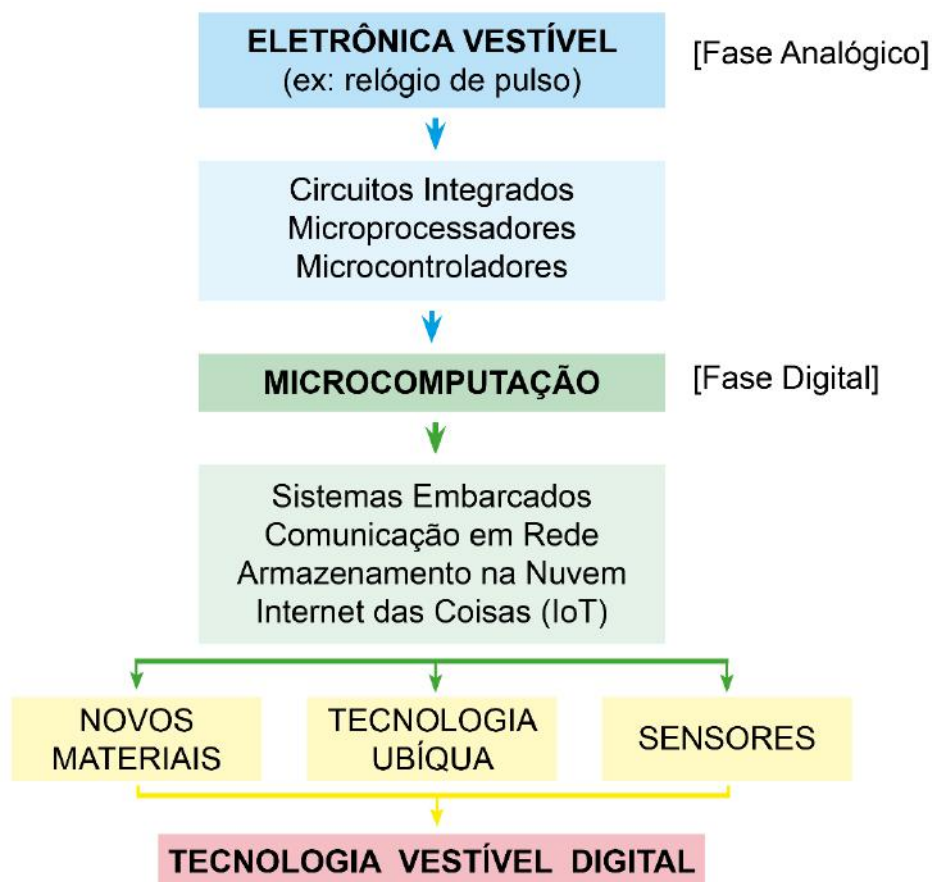 ELETRÔNICA VESTÍVEL
(ex: relógio de pulso)
[Fase Analógico]
Circuitos Integrados
Microprocessadores
Microcontroladores
MICROCOMPUTAÇÃO
[Fase Digital]
Sistemas Embarcados
Comunicação em Rede
Armazenamento na Nuvem
Internet das Coisas (IoT)
NOVOS
MATERIAIS
TECNOLOGIA
UBÍQUA
SENSORES
TECNOLOGIA VESTÍVEL DIGITAL